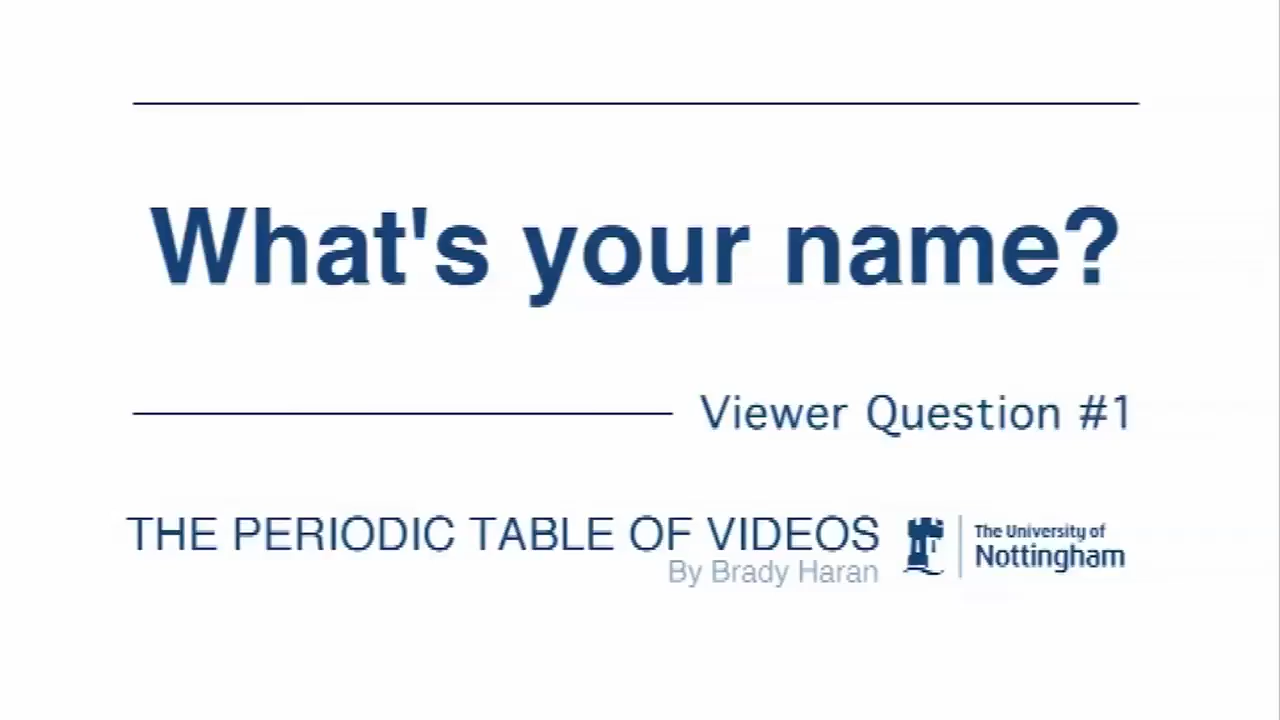 What's your name?
Viewer Question #1
THE PERIODIC TABLE OF VIDEOS
By Brady Haran
The University of
Nottingham